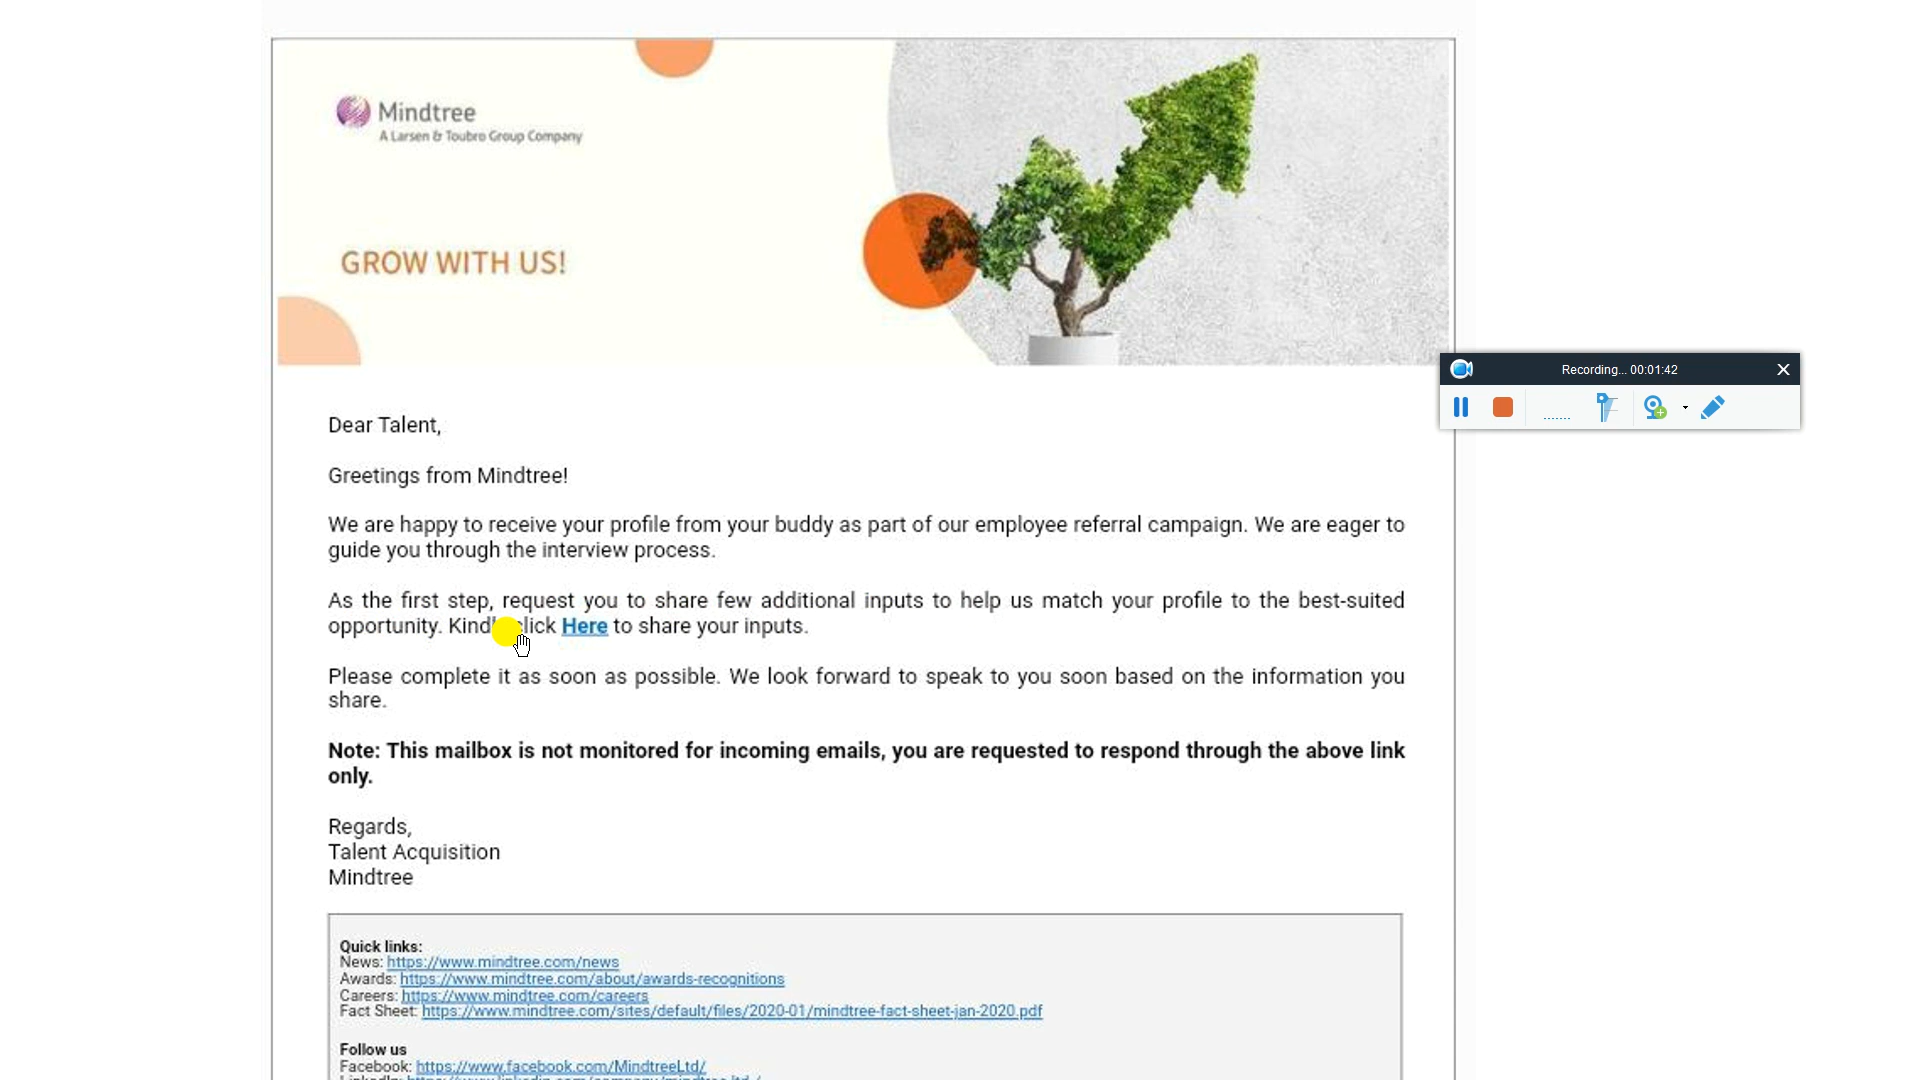 Mindtree
A Larsen & Toubro Group Company
GROW WITH US!
Recording... 00:01:42
Dear Talent,
Greetings from Mindtree!
We are happy to receive your profile from your buddy as part of our employee referral campaign. We are eager to
guide you through the interview process.
As the first step, request you to share few additional inputs to help us match your profile to the best-suited
opportunity. Kindly click Here to share your inputs.
Please complete it as soon as possible. We look forward to speak to you soon based on the information you
share.
Note: This mailbox is not monitored for incoming emails, you are requested to respond through the above link
only.
Regards,
Talent Acquisition
Mindtree
Quick links:
News: https://www.mindtree.com/news
Awards: https://www.mindtree.com/about/awards-recognitions
Careers: https://www.mindtree.com/careers
Fact Sheet: https://www.mindtree.com/sites/default/files/2020-01/mindtree-fact-sheet-jan-2020.pdf
Follow us
Facebook: https://www.facebook.com/MindtreeLtd/